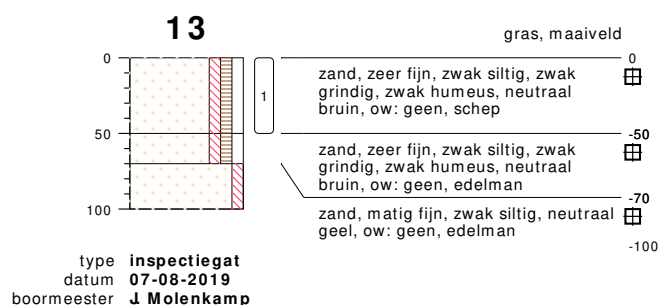 13
gras, maaiveld
0
0
zand, zeer fijn, zwak siltig, zwak
grindig, zwak humeus, neutraal
bruin, ow: geen, schep
1
50
-50
zand, zeer fijn, zwak siltig, zwak
grindig, zwak humeus, neutraal
bruin, ow: geen, edelman
-70
zand, matig fijn, zwak siltig, neutraal
geel, ow: geen, edelman
100
-100
type inspectiegat
datum 07-08-2019
boormeester J. Molenkamp